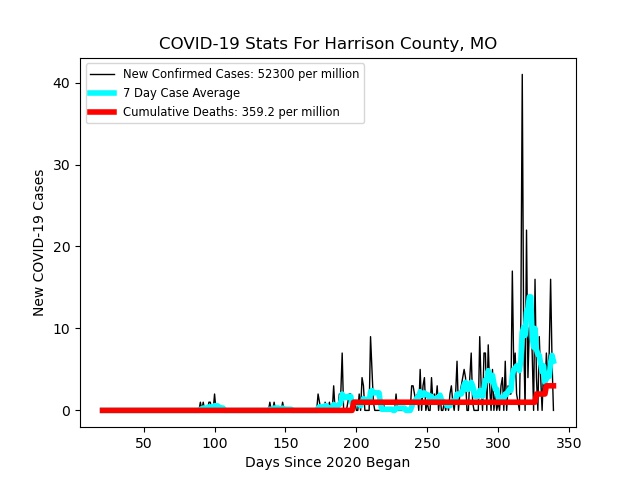 COVID-19 Stats For Harrison County, MO
New Confirmed Cases: 52300 per million
7 Day Case Average
Cumulative Deaths: 359.2 per million
New COVID-19 Cases
40
30
20
10
0
50 100 150 200 250 300 350
Days Since 2020 Began